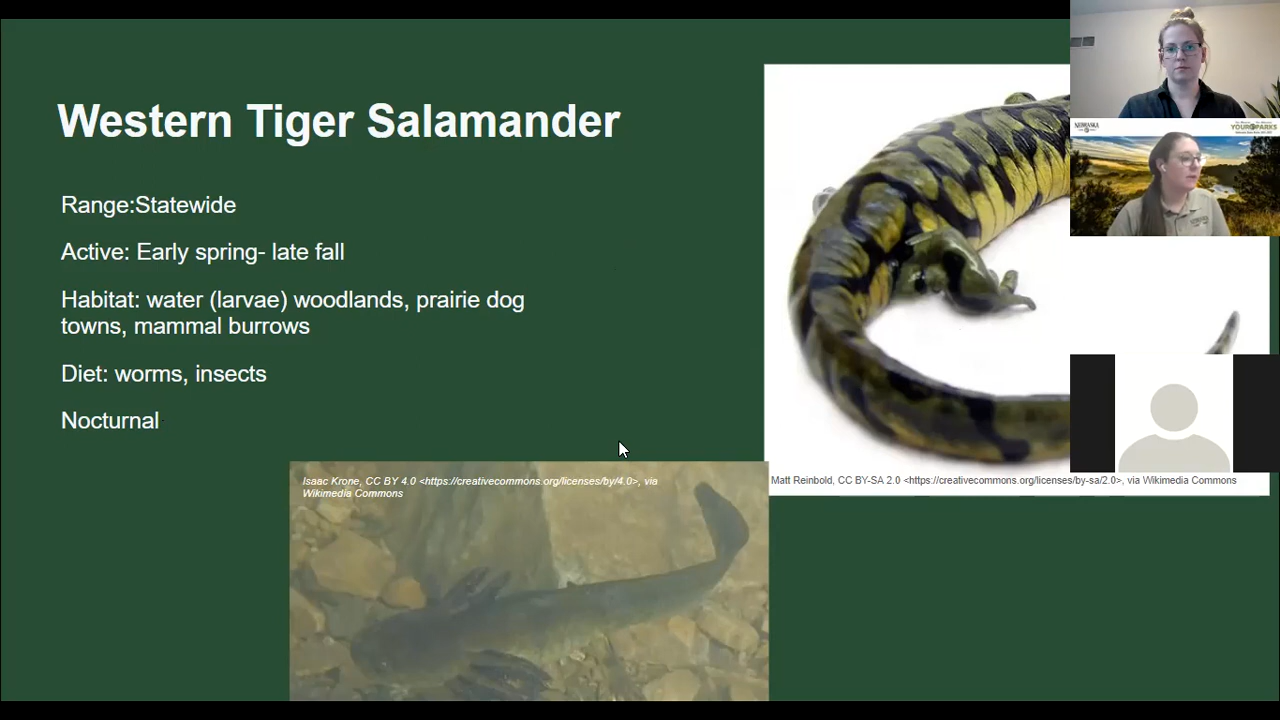 Western Tiger Salamander
Range:Statewide
Active: Early spring- late fall
Habitat: water (larvae) woodlands, prairie dog
towns, mammal burrows
Diet: worms, insects
Nocturnal
Isaac Krone, CC BY 4.0 <https://creativecommons.org/licenses/by/4.0>, via
Wikimedia Commons
Matt Reinbold, CC BY-SA 2.0 <https://creativecommons.org/licenses/by-sa/2.0>, via Wikimedia Commons
NEBRASKA
YOUR PARKS